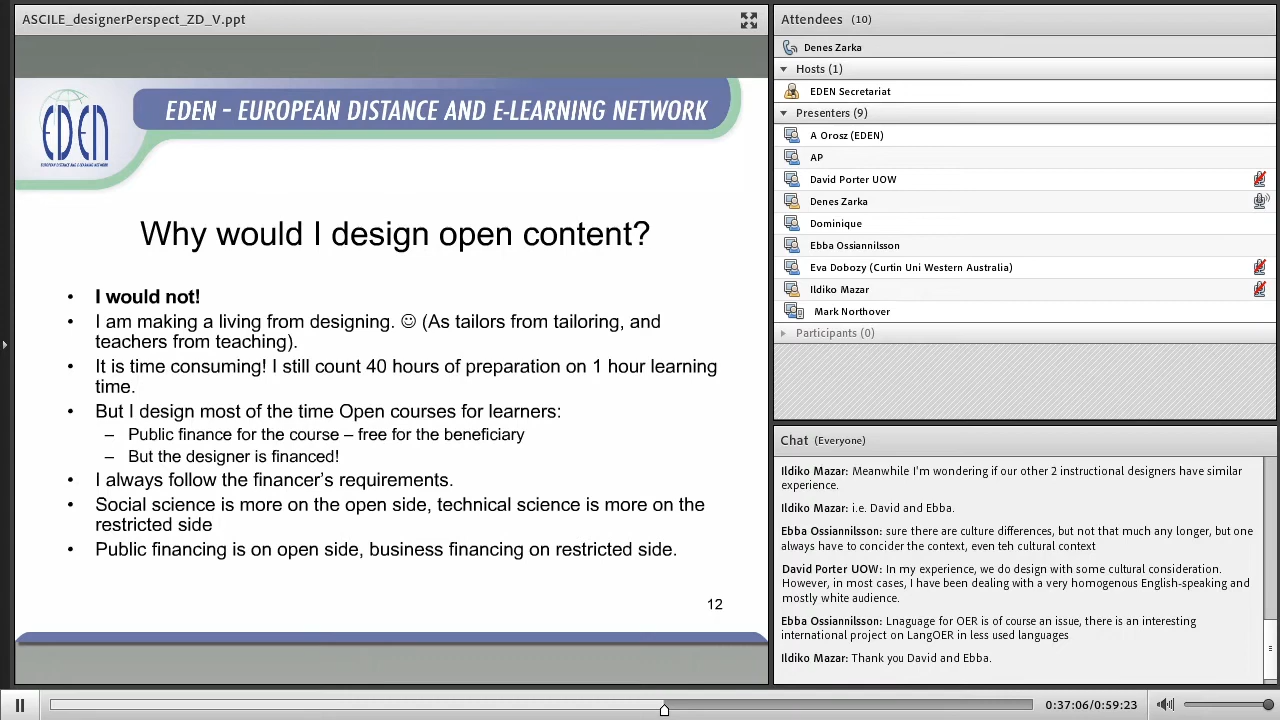 ASCILE_designerPerspect_ZD_V.ppt
EDEN
EUROPEAN DISTANCE AND E-LEARNING NETWORK
EDEN - EUROPEAN DISTANCE AND E-LEARNING NETWORK
Why would I design open content?
• I would not!
• I am making a living from designing. ☺ (As tailors from tailoring, and
teachers from teaching).
• It is time consuming! I still count 40 hours of preparation on 1 hour learning
time.
• But I design most of the time Open courses for learners:
– Public finance for the course – free for the beneficiary
– But the designer is financed!
• I always follow the financer's requirements.
• Social science is more on the open side, technical science is more on the
restricted side
• Public financing is on open side, business financing on restricted side.
12
Attendees (10)
Denes Zarka
Hosts (1)
EDEN Secretariat
Presenters (9)
A Orosz (EDEN)
AP
David Porter UOW
Denes Zarka
Dominique
Ebba Ossiannilsson
Eva Dobozy (Curtin Uni Western Australia)
Ildiko Mazar
Mark Northover
Participants (0)
Chat (Everyone)
Ildiko Mazar: Meanwhile I'm wondering if our other 2 instructional designers have similar
experience.
Ildiko Mazar: i.e. David and Ebba.
Ebba Ossiannilsson: sure there are culture differences, but not that much any longer, but one
always have to concider the context, even teh cultural context
David Porter UOW: In my experience, we do design with some cultural consideration.
However, in most cases, I have been dealing with a very homogenous English-speaking and
mostly white audience.
Ebba Ossiannilsson: Lnaguage for OER is of course an issue, there is an interesting
international project on LangOER in less used languages
Ildiko Mazar: Thank you David and Ebba.
0:37:06/0:59:23